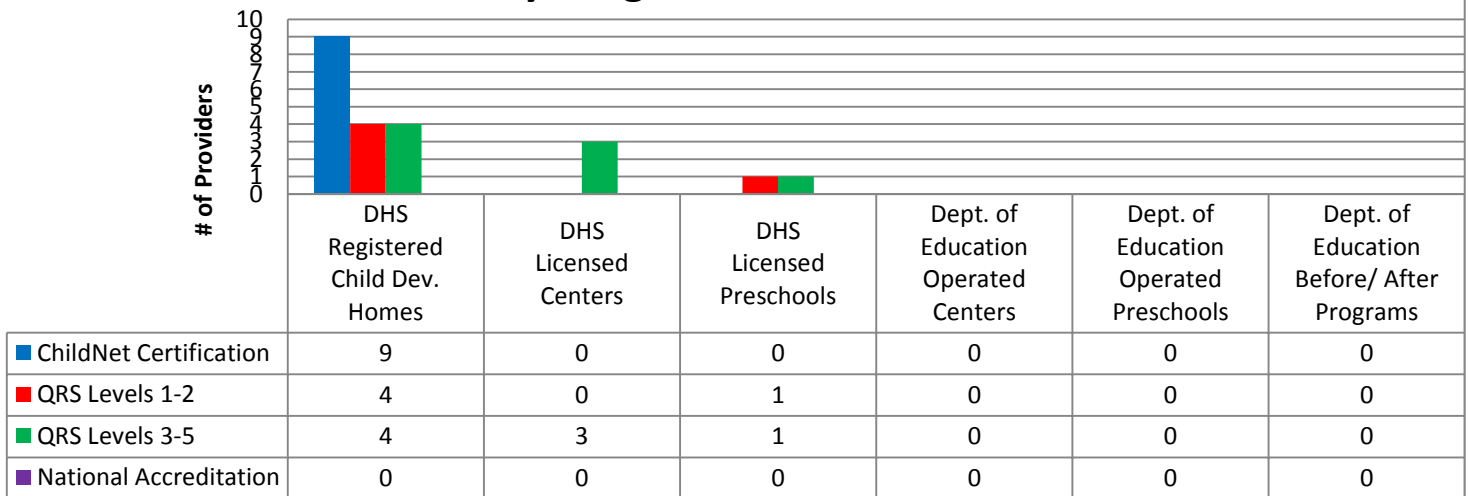 10
9
8
7
6
5
4
3
2
1
0
# of Providers
DHS Registered Child Dev. Homes
DHS Licensed Centers
DHS Licensed Preschools
Dept. of Education Operated Centers
Dept. of Education Operated Preschools
Dept. of Education Before/ After Programs
ChildNet Certification 9 0 0 0 0 0
QRS Levels 1-2 4 0 1 0 0 0
QRS Levels 3-5 4 3 1 0 0 0
National Accreditation 0 0 0 0 0 0